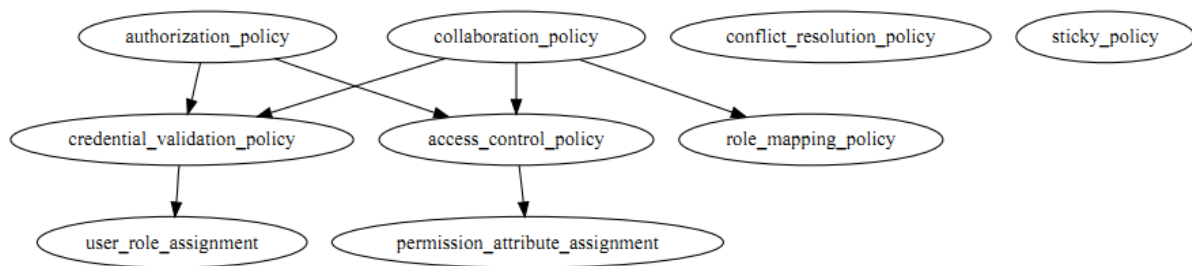 authorization_policy
collaboration_policy
conflict_resolution_policy
sticky_policy
credential_validation_policy
access_control_policy
role_mapping_policy
user_role_assignment
permission_attribute_assignment